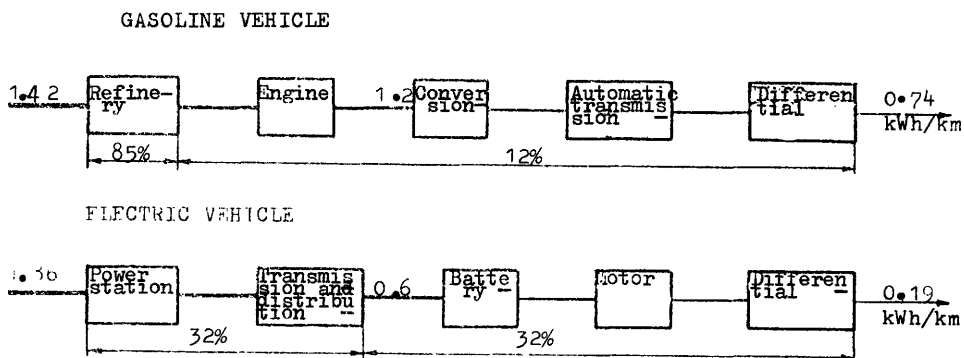 GASOLINE VEHICLE
1.42
Refine-
ry
Engine
1.2
Conver
sion-
Automatic
transmis
sion -
Differen
tial
0.74
kWh/km
85%
12%
ELECTRIC VEHICLE
1.36
Power
station
Transmis
sion and
distribu
tion --
0.6
Batte
ry -
Motor
Differen
tial -
0.19
kWh/km
32%
32%